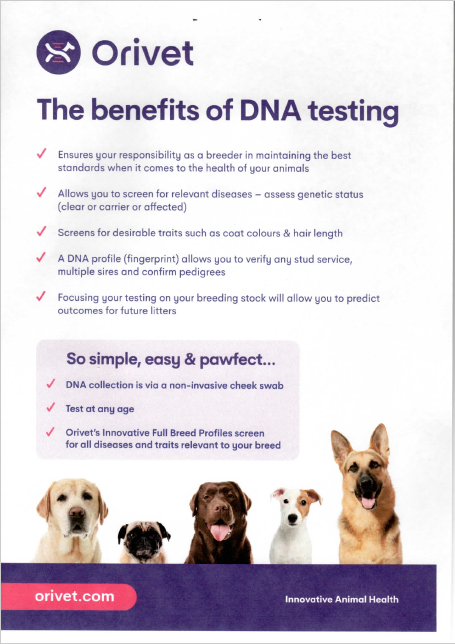 Orivet
The benefits of DNA testing
Ensures your responsibility as a breeder in maintaining the best
standards when it comes to the health of your animals
Allows you to screen for relevant diseases – assess genetic status
(clear or carrier or affected)
Screens for desirable traits such as coat colours & hair length
A DNA profile (fingerprint) allows you to verify any stud service,
multiple sires and confirm pedigrees
Focusing your testing on your breeding stock will allow you to predict
outcomes for future litters
So simple, easy & pawfect...
DNA collection is via a non-invasive cheek swab
Test at any age
Orivet's Innovative Full Breed Profiles screen
for all diseases and traits relevant to your breed
orivet.com
Innovative Animal Health